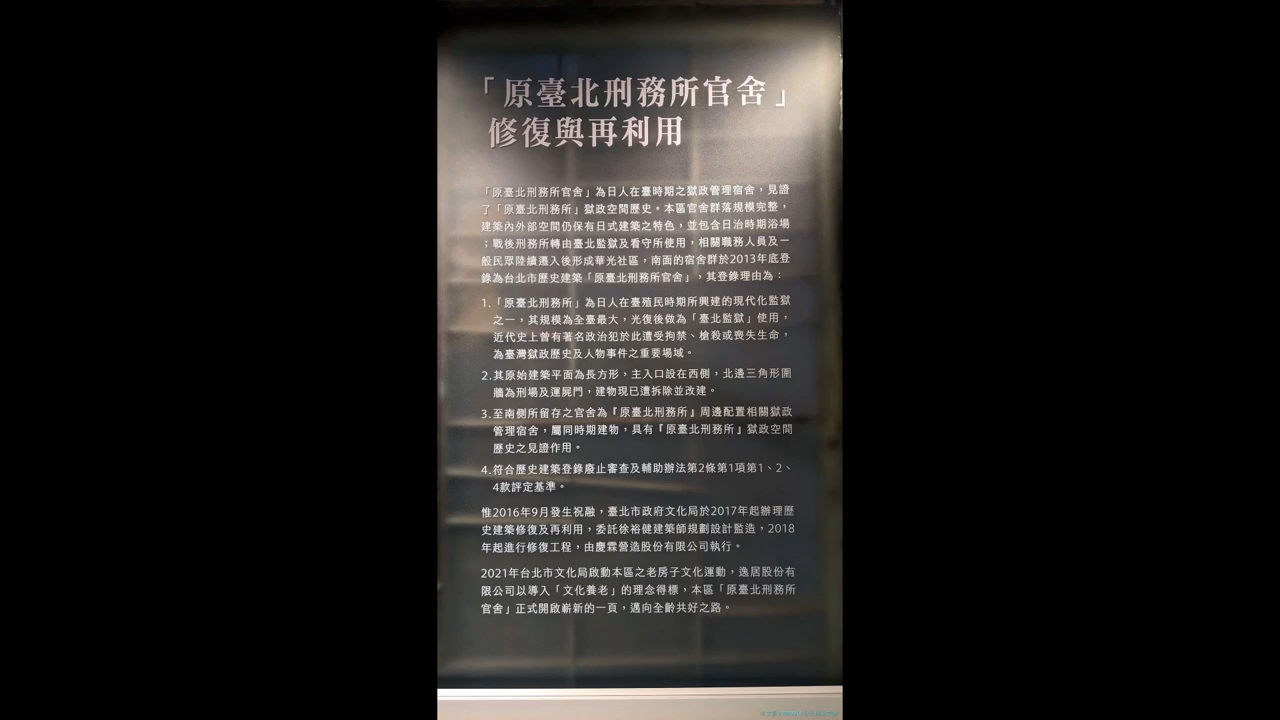 「原臺北刑務所官舍」
修復與再利用
「原臺北刑務所官舍」為日人在臺時期之獄政管理宿舍，見證
了「原臺北刑務所」獄政空間歷史。本區官舍群落規模完整，
建築內外部空間仍保有日式建築之特色，並包含日治時期浴場
；戰後刑務所轉由臺北監獄及看守所使用，相關職務人員及一
般民眾陸續遷入後形成華光社區，南面的宿舍群於2013年底登
錄為台北市歷史建築「原臺北刑務所官舍」，其登錄理由為：
1.「原臺北刑務所」為日人在臺殖民時期所興建的現代化監獄
之一，其規模為全臺最大，光復後做為「臺北監獄」使用，
近代史上曾有著名政治犯於此遭受拘禁、槍殺或喪失生命，
為臺灣獄政歷史及人物事件之重要場域。
2.其原始建築平面為長方形，主入口設在西側，北邊三角形圍
牆為刑場及運屍門，建物現已遭拆除並改建。
3.至南側所留存之官舍為『原臺北刑務所』周邊配置相關獄政
管理宿舍，屬同時期建物，具有『原臺北刑務所』獄政空間
歷史之見證作用。
4.符合歷史建築登錄廢止審查及輔助辦法第2條第1項第1、2、
4款評定基準。
惟2016年9月發生祝融，臺北市政府文化局於2017年起辦理歷
史建築修復及再利用，委託徐裕健建築師規劃設計監造，2018
年起進行修復工程，由慶霖營造股份有限公司執行。
2021年台北市文化局啟動本區之老房子文化運動，逸居股份有
限公司以導入「文化養老」的理念得標，本區「原臺北刑務所
官舍」正式開啟嶄新的一頁，邁向全齡共好之路。